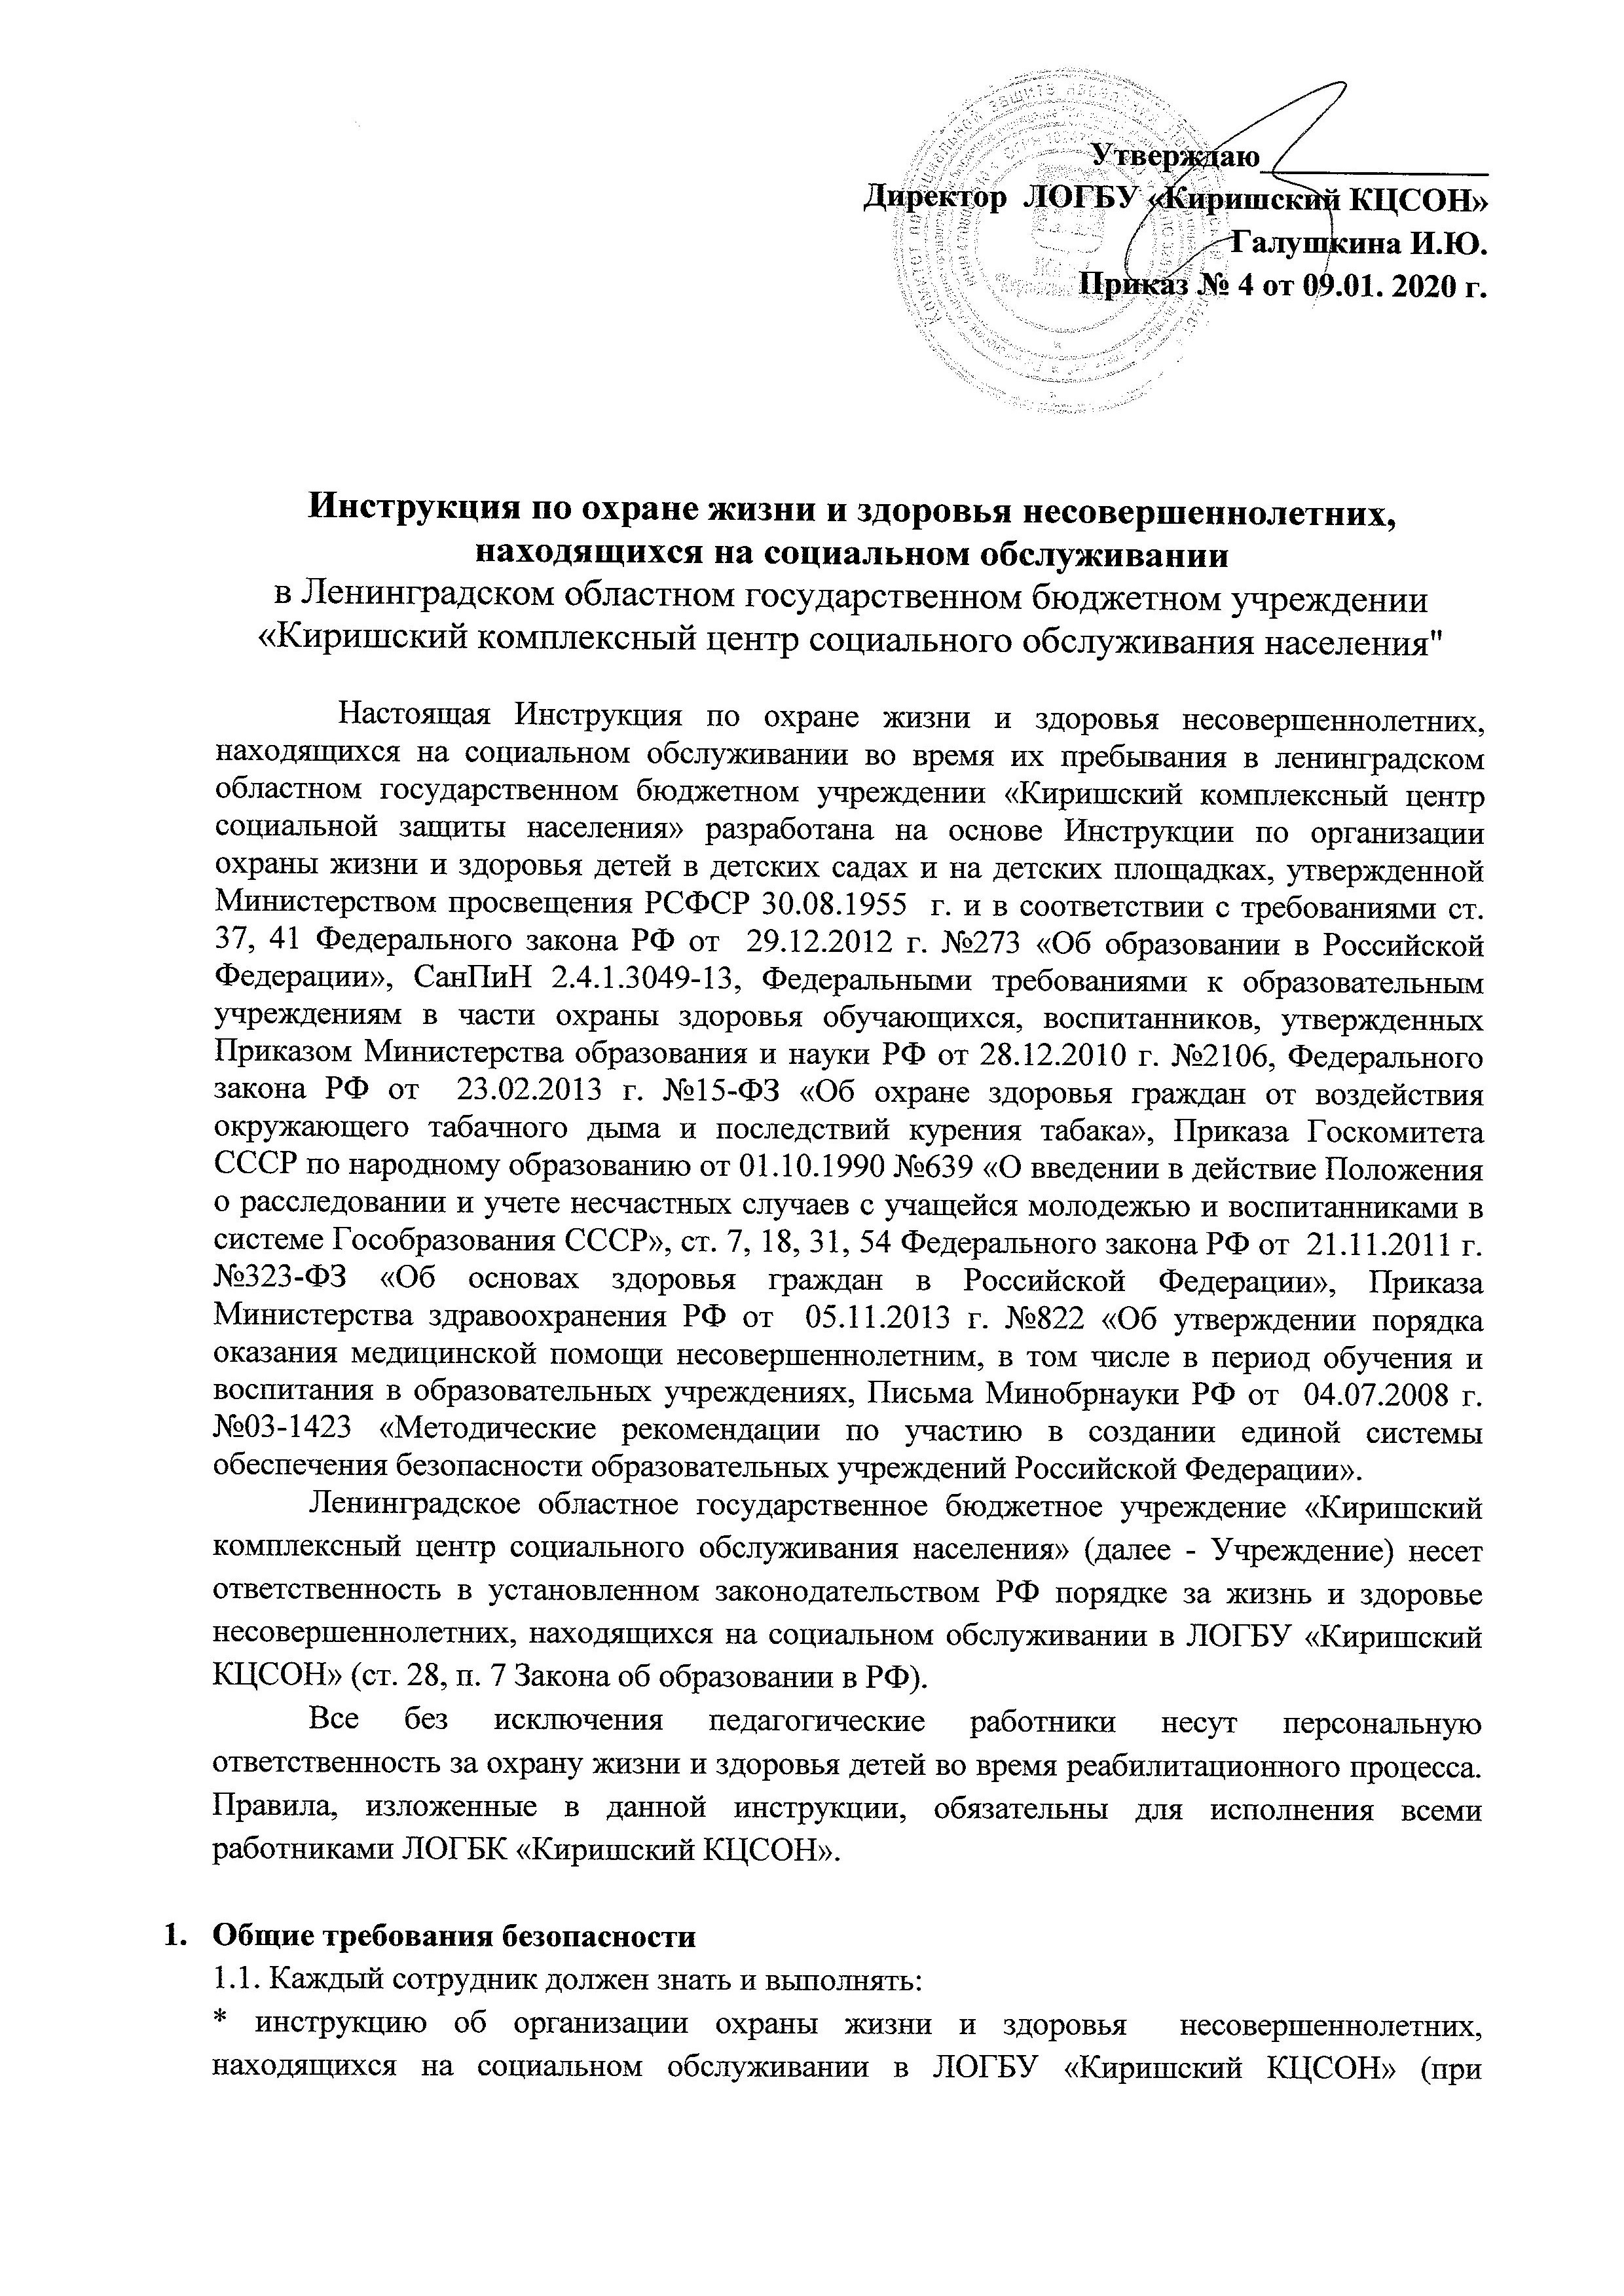 Утверждаю
Директор ЛОГБУ «Киришский КЦСОН»
Галушкина И.Ю.
Приказ № 4 от 09.01. 2020 г.
Инструкция по охране жизни и здоровья несовершеннолетних,
находящихся на социальном обслуживании
в Ленинградском областном государственном бюджетном учреждении
«Киришский комплексный центр социального обслуживания населения"
Настоящая Инструкция по охране жизни и здоровья несовершеннолетних,
находящихся на социальном обслуживании во время их пребывания в ленинградском
областном государственном бюджетном учреждении «Киришский комплексный центр
социальной защиты населения» разработана на основе Инструкции по организации
охраны жизни и здоровья детей в детских садах и на детских площадках, утвержденной
Министерством просвещения РСФСР 30.08.1955 г. и в соответствии с требованиями ст.
37, 41 Федерального закона РФ от 29.12.2012 г. №273 «Об образовании в Российской
Федерации», СанПиН 2.4.1.3049-13, Федеральными требованиями к образовательным
учреждениям в части охраны здоровья обучающихся, воспитанников, утвержденных
Приказом Министерства образования и науки РФ от 28.12.2010 г. №2106, Федерального
закона РФ от 23.02.2013 г. №15-ФЗ «Об охране здоровья граждан от воздействия
окружающего табачного дыма и последствий курения табака», Приказа Госкомитета
СССР по народному образованию от 01.10.1990 №639 «О введении в действие Положения
о расследовании и учете несчастных случаев с учащейся молодежью и воспитанниками в
системе Гособразования СССР», ст. 7, 18, 31, 54 Федерального закона РФ от 21.11.2011 г.
№323-ФЗ «Об основах здоровья граждан в Российской Федерации», Приказа
Министерства здравоохранения РФ от 05.11.2013 г. №822 «Об утверждении порядка
оказания медицинской помощи несовершеннолетним, в том числе в период обучения и
воспитания в образовательных учреждениях, Письма Минобрнауки РФ от 04.07.2008 г.
№03-1423 «Методические рекомендации по участию в создании единой системы
обеспечения безопасности образовательных учреждений Российской Федерации».
Ленинградское областное государственное бюджетное учреждение «Киришский
комплексный центр социального обслуживания населения» (далее - Учреждение) несет
ответственность в установленном законодательством РФ порядке за жизнь и здоровье
несовершеннолетних, находящихся на социальном обслуживании в ЛОГБУ «Киришский
КЦСОН» (ст. 28, п. 7 Закона об образовании в РФ).
Все без исключения педагогические работники несут персональную
ответственность за охрану жизни и здоровья детей во время реабилитационного процесса.
Правила, изложенные в данной инструкции, обязательны для исполнения всеми
работниками ЛОГБК «Киришский КЦСОН».
1. Общие требования безопасности
1.1. Каждый сотрудник должен знать и выполнять:
* инструкцию об организации охраны жизни и здоровья несовершеннолетних,
находящихся на социальном обслуживании в ЛОГБУ «Киришский КЦСОН» (при